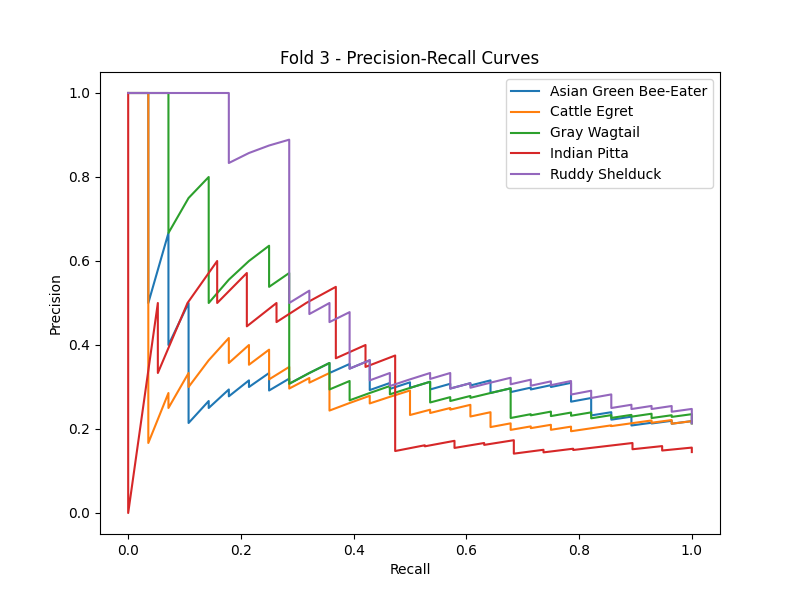 Fold 3 - Precision-Recall Curves
Asian Green Bee-Eater
Cattle Egret
Gray Wagtail
Indian Pitta
Ruddy Shelduck
Precision
1.0
0.8
0.6
0.4
0.2
0.0
0.0 0.2 0.4 0.6 0.8 1.0
Recall